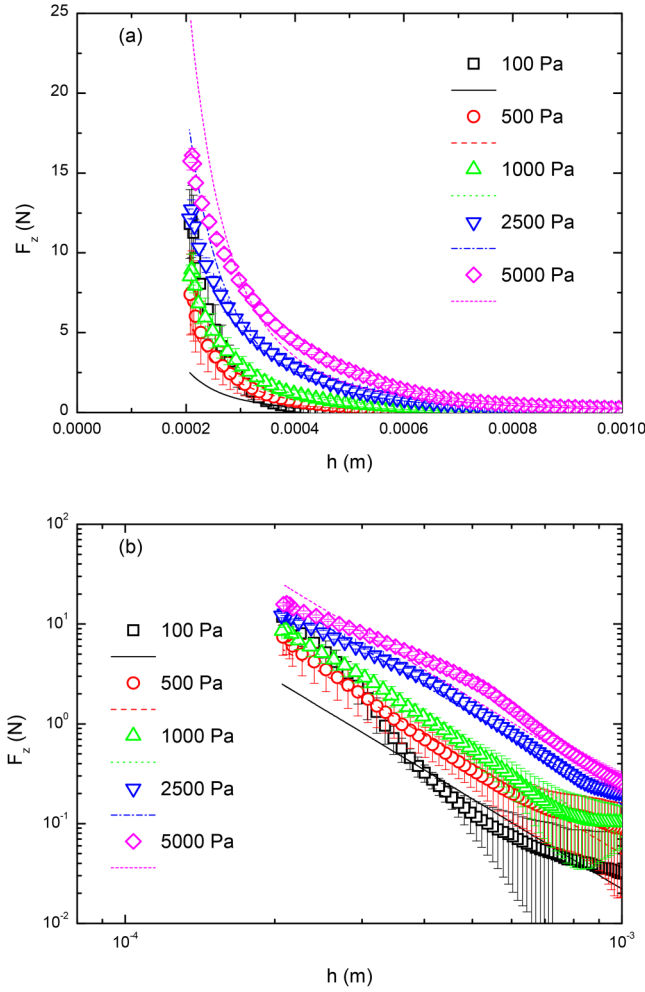 (a)
25
20
15
10
5
0
F_z (N)
100 Pa
500 Pa
1000 Pa
2500 Pa
5000 Pa
0.0000 0.0002 0.0004 0.0006 0.0008 0.0010
h (m)
(b)
10^2
10^1
10^0
10^-1
10^-2
F_z (N)
100 Pa
500 Pa
1000 Pa
2500 Pa
5000 Pa
10^-4 10^-3
h (m)